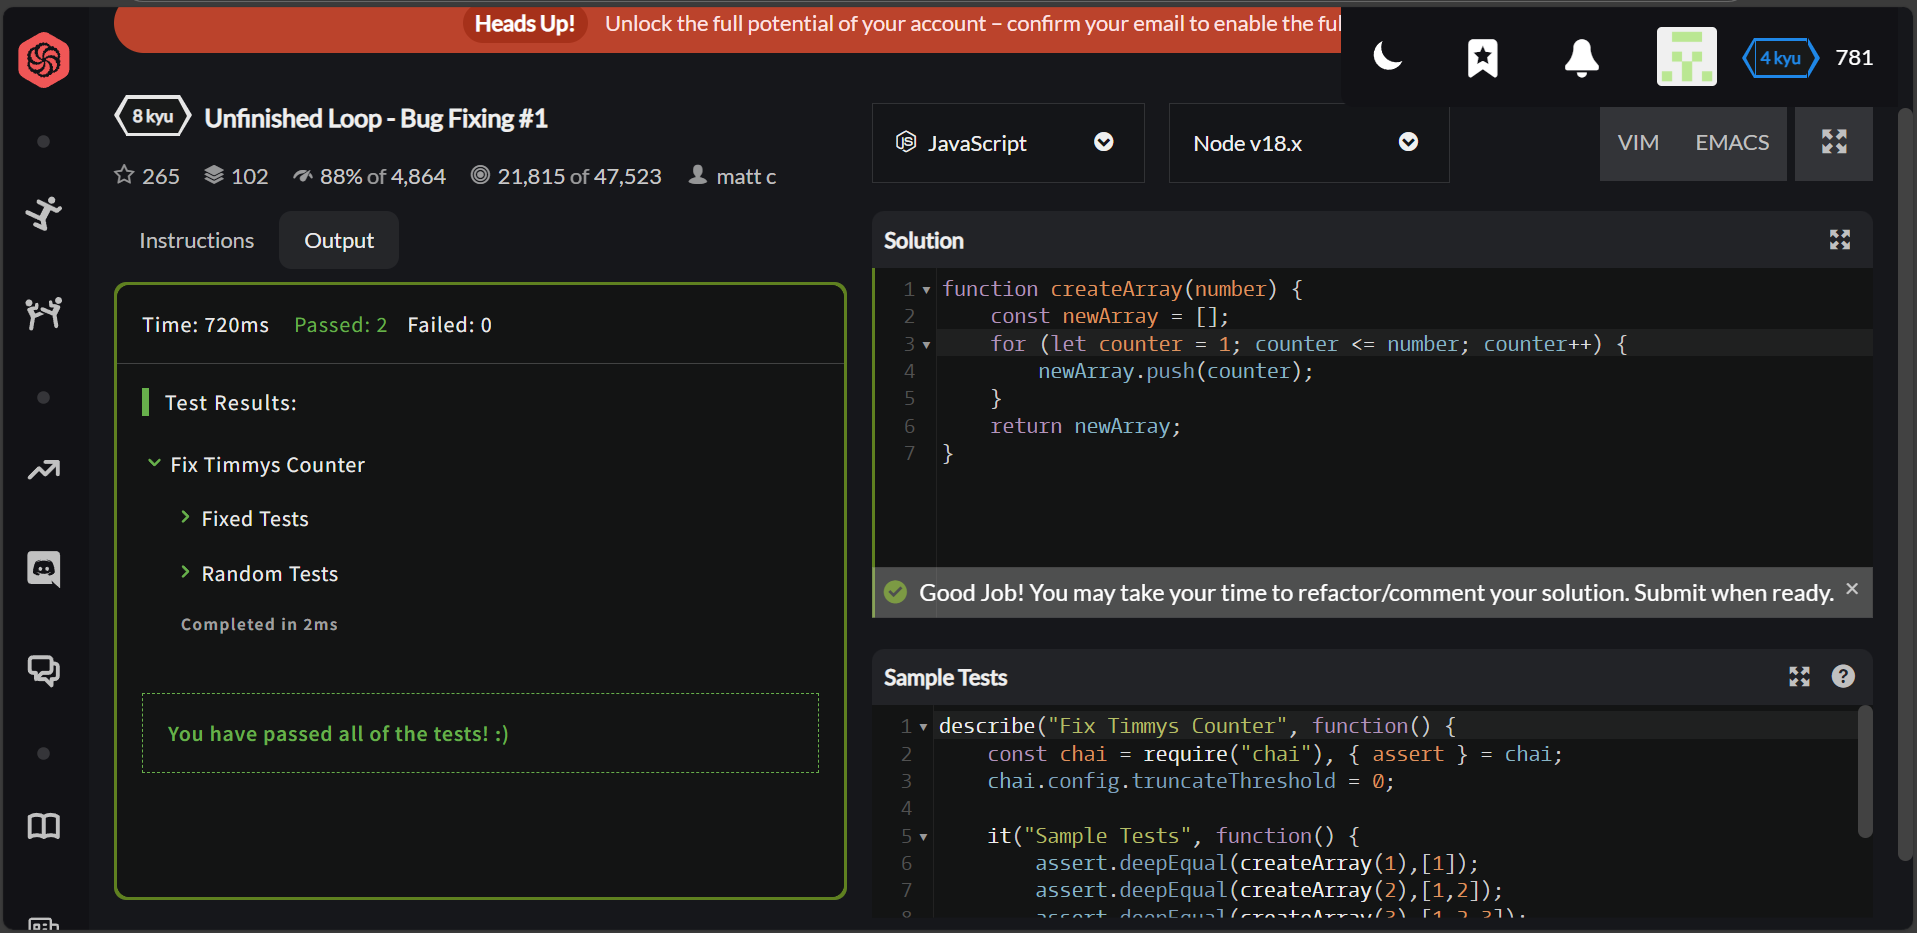 Heads Up! Unlock the full potential of your account – confirm your email to enable the ful
4 kyu 781
8 kyu Unfinished Loop - Bug Fixing #1
265 102 88% of 4,864 21,815 of 47,523 matt c
JavaScript
Node v18.x
VIM EMACS
Instructions Output
Time: 720ms Passed: 2 Failed: 0
Test Results:
Fix Timmys Counter
Fixed Tests
Random Tests
Completed in 2ms
You have passed all of the tests! :)
Solution
1 function createArray(number) {
2 const newArray = [];
3 for (let counter = 1; counter <= number; counter++) {
4 newArray.push(counter);
5 }
6 return newArray;
7 }
Good Job! You may take your time to refactor/comment your solution. Submit when ready. ×
Sample Tests
1 describe("Fix Timmys Counter", function() {
2 const chai = require("chai"), { assert } = chai;
3 chai.config.truncateThreshold = 0;
4
5 it("Sample Tests", function() {
6 assert.deepEqual(createArray(1),[1]);
7 assert.deepEqual(createArray(2),[1,2]);
8 assert.deepEqual(createArray(3),[1,2,3]);